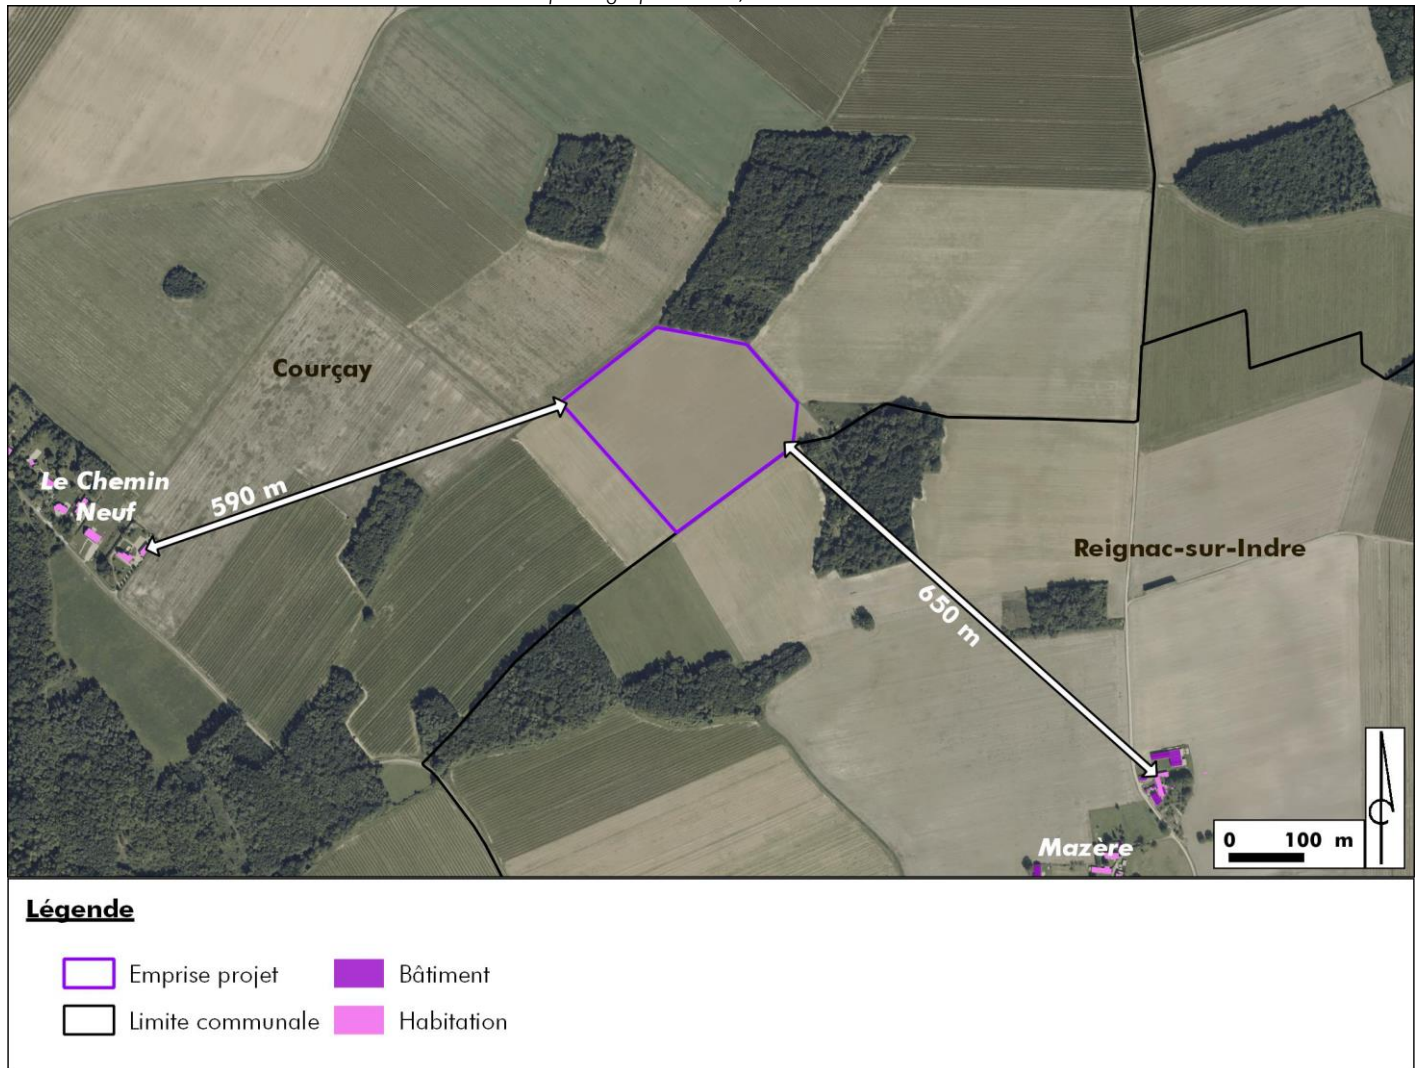 Courçay
Le Chemin
Neuf
590 m
Reignac-sur-Indre
650 m
Mazère
0 100 m
Légende
Emprise projet
Bâtiment
Limite communale
Habitation